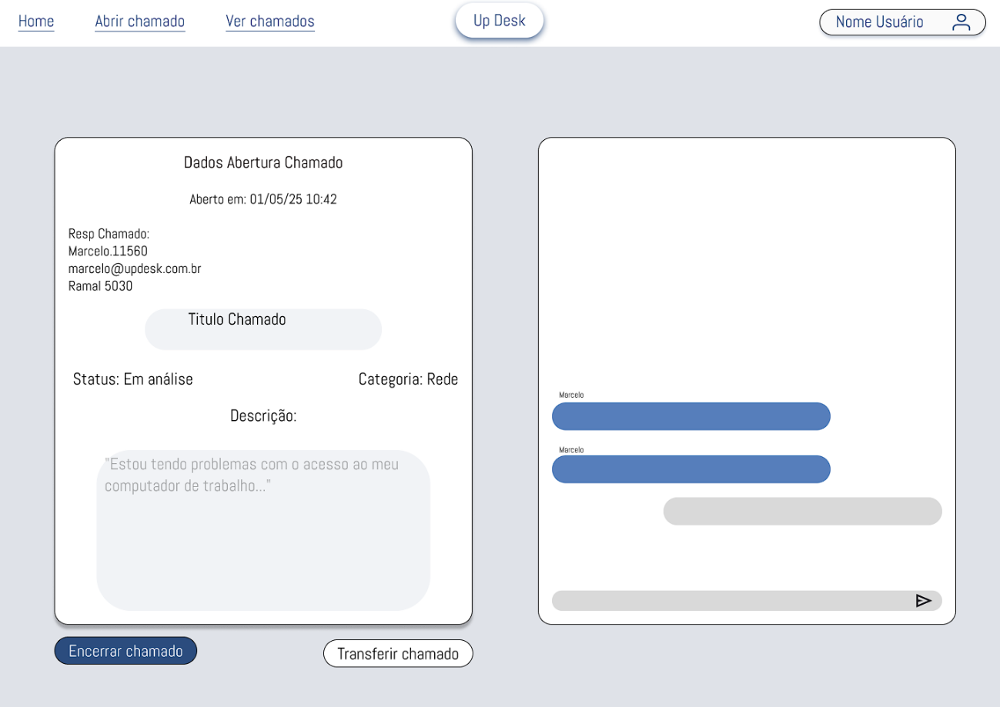 Home
Abrir chamado
Ver chamados
Up Desk
Nome Usuário
Dados Abertura Chamado
Aberto em: 01/05/25 10:42
Resp Chamado:
Marcelo.11560
marcelo@updesk.com.br
Ramal 5030
Titulo Chamado
Status: Em análise
Categoria: Rede
Descrição:
"Estou tendo problemas com o acesso ao meu
computador de trabalho..."
Encerrar chamado
Transferir chamado
Marcelo
Marcelo